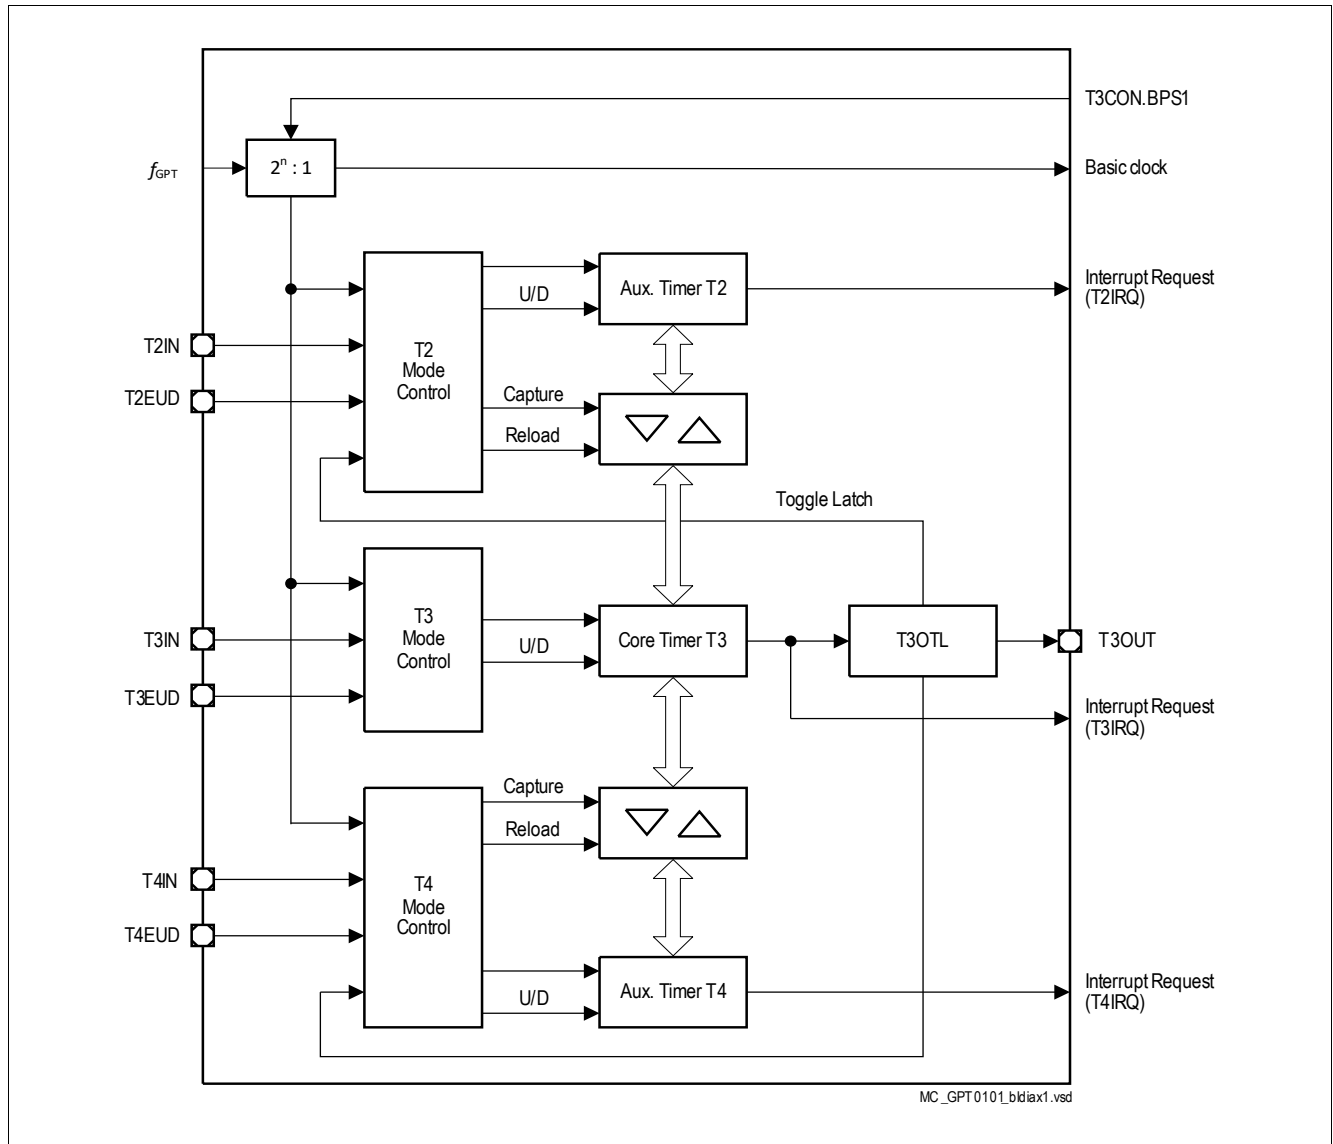 T3CON.BPS1
fGPT
2ⁿ : 1
Basic clock
Interrupt Request
(T2IRQ)
U/D
Aux. Timer T2
T2IN
T2
Mode
Control
T2EUD
Capture
Reload
Toggle Latch
T3
Mode
Control
T3IN
U/D
Core Timer T3
T3OTL
T3OUT
T3EUD
Interrupt Request
(T3IRQ)
Capture
Reload
T4IN
T4
Mode
Control
T4EUD
U/D
Aux. Timer T4
Interrupt Request
(T4IRQ)
MC_GPT0101_bldiax1.vsd